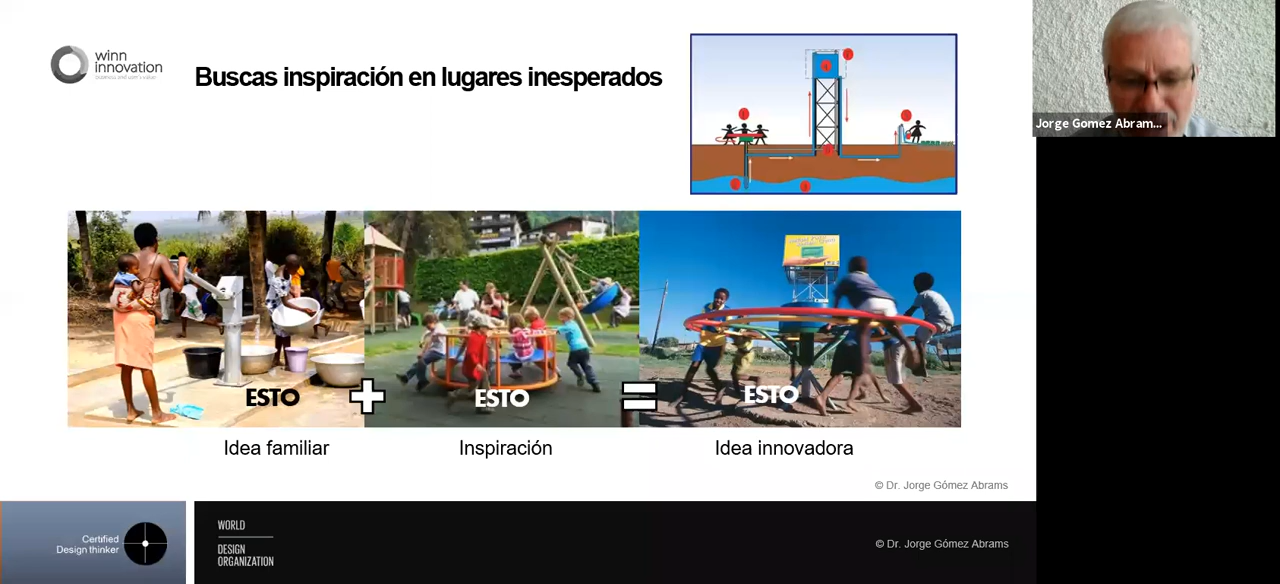 winn
innovation
Buscas inspiración en lugares inesperados
Jorge Gomez Abram...
ESTO
ESTO
ESTO
Idea familiar
Inspiración
Idea innovadora
© Dr. Jorge Gómez Abrams
Certified
Design thinker
WORLD
DESIGN
ORGANIZATION
© Dr. Jorge Gómez Abrams